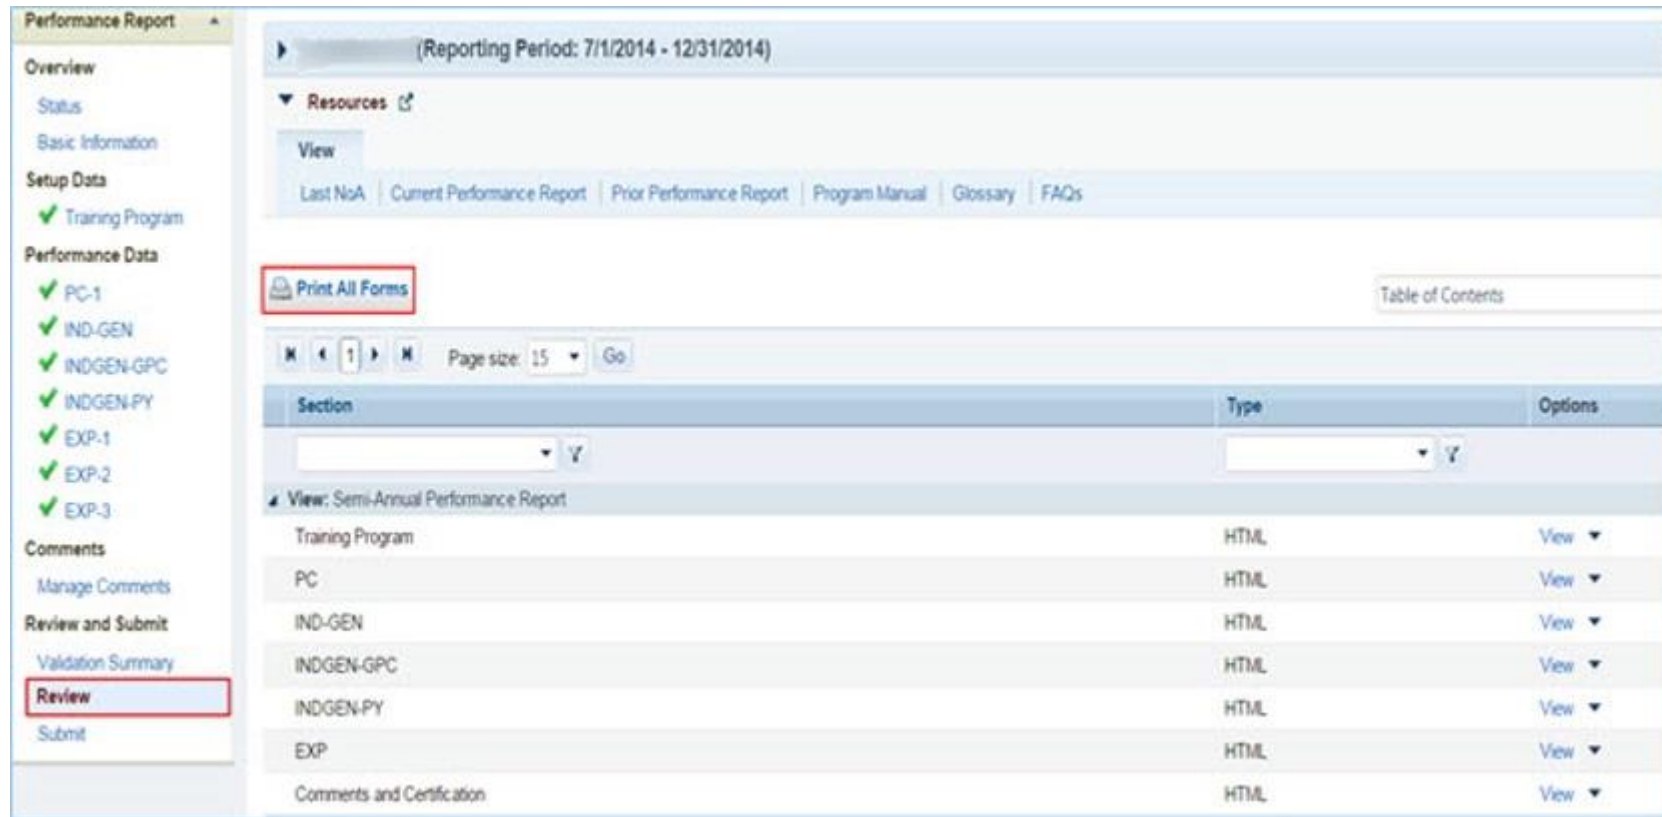 Performance Report
Overview
Status
Basic Information
Setup Data
Training Program
Performance Data
PC-1
IND-GEN
INDGEN-GPC
INDGEN-PY
EXP-1
EXP-2
EXP-3
Comments
Manage Comments
Review and Submit
Validation Summary
Review
Submit
(Reporting Period: 7/1/2014 - 12/31/2014)
Resources
View
Last NoA | Current Performance Report | Prior Performance Report | Program Manual | Glossary | FAQs
Print All Forms
Table of Contents
1 Page size: 15 Go
Section Type Options
View: Semi-Annual Performance Report
Training Program HTML View
PC HTML View
IND-GEN HTML View
INDGEN-GPC HTML View
INDGEN-PY HTML View
EXP HTML View
Comments and Certification HTML View